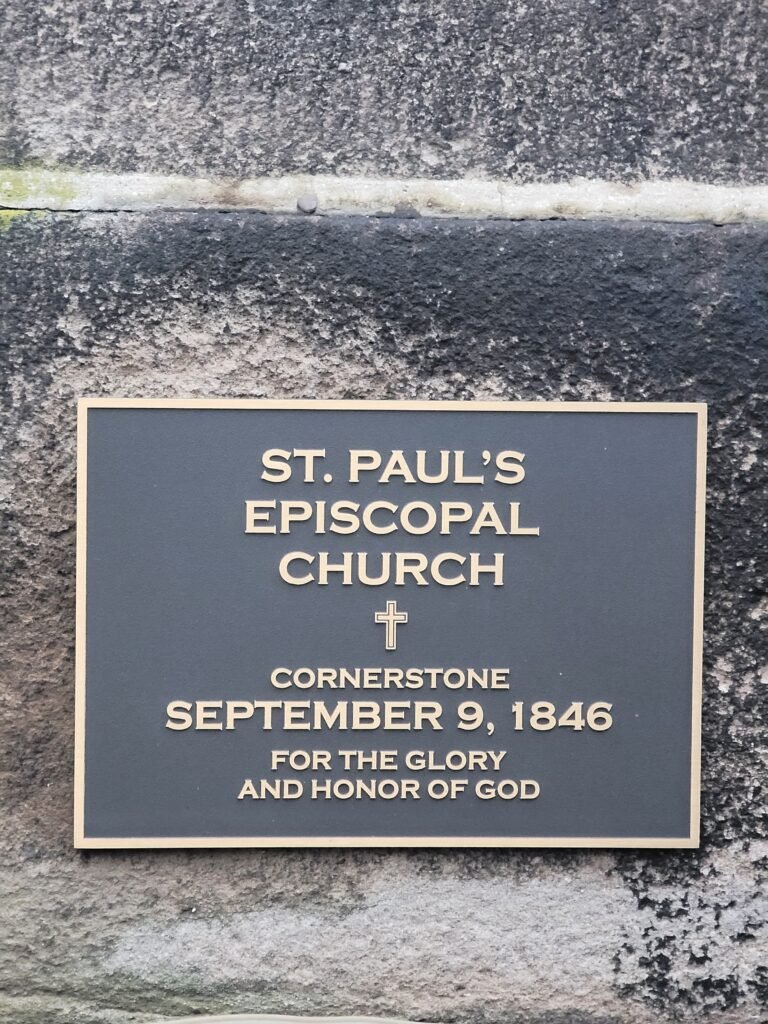 ST. PAUL'S
EPISCOPAL
CHURCH
CORNERSTONE
SEPTEMBER 9, 1846
FOR THE GLORY
AND HONOR OF GOD